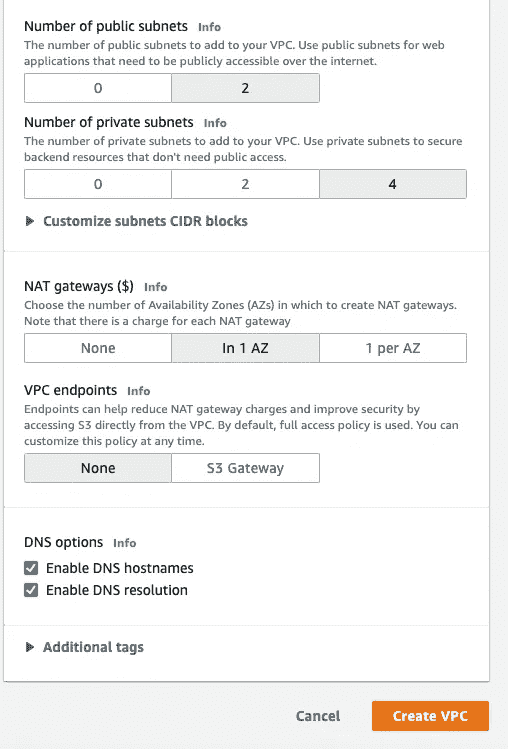 Number of public subnets Info
The number of public subnets to add to your VPC. Use public subnets for web
applications that need to be publicly accessible over the internet.
0 2
Number of private subnets Info
The number of private subnets to add to your VPC. Use private subnets to secure
backend resources that don't need public access.
0 2 4
Customize subnets CIDR blocks
NAT gateways ($) Info
Choose the number of Availability Zones (AZs) in which to create NAT gateways.
Note that there is a charge for each NAT gateway
None In 1 AZ 1 per AZ
VPC endpoints Info
Endpoints can help reduce NAT gateway charges and improve security by
accessing S3 directly from the VPC. By default, full access policy is used. You can
customize this policy at any time.
None S3 Gateway
DNS options Info
Enable DNS hostnames
Enable DNS resolution
Additional tags
Cancel Create VPC